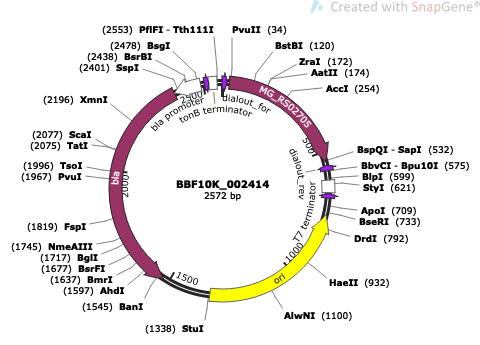 Created with SnapGene®
(2553) PflFI - Tth111I
PvuII (34)
(2478) BsgI
BstBI (120)
(2438) BsrBI
ZraI (172)
(2401) SspI
AatII (174)
AccI (254)
(2196) XmnI
(2077) ScaI
(2075) TatI
BspQI - SapI (532)
BbvCI - Bpu10I (575)
(1996) TsoI
BlpI (599)
(1967) PvuI
StyI (621)
ApoI (709)
(1819) FspI
BseRI (733)
DrdI (792)
(1745) NmeAIII
(1717) BglI
(1677) BsrFI
HaeII (932)
(1637) BmrI
(1597) AhdI
(1545) BanI
AlwNI (1100)
(1338) StuI
bla promoter
tonB terminator
dialout_for
MG_RS02705
dialout_rev
T7 terminator
ori
bla
500
1000
1500
2000
2500
BBF10K_002414
2572 bp